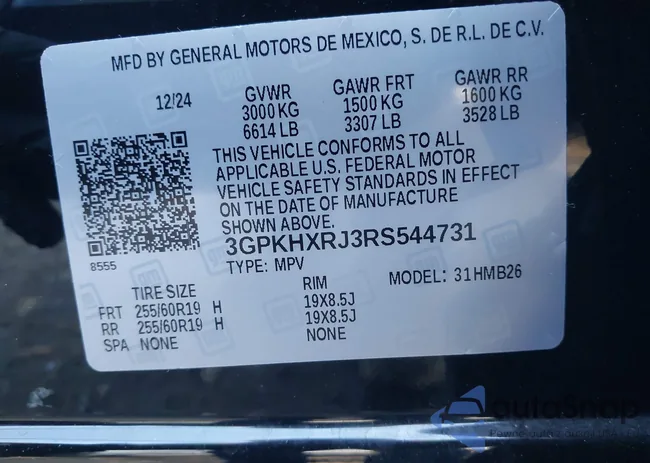 MFD BY GENERAL MOTORS DE MEXICO, S. DE R.L. DE C.V.
12/24
GVWR GAWR FRT GAWR RR
3000 KG 1500 KG 1600 KG
6614 LB 3307 LB 3528 LB
THIS VEHICLE CONFORMS TO ALL
APPLICABLE U.S. FEDERAL MOTOR
VEHICLE SAFETY STANDARDS IN EFFECT
ON THE DATE OF MANUFACTURE
SHOWN ABOVE.
3GPKHXRJ3RS544731
8555
TYPE: MPV MODEL: 31HMB26
TIRE SIZE RIM
FRT 255/60R19 H 19X8.5J
RR 255/60R19 H 19X8.5J
SPA NONE NONE
autoSnap